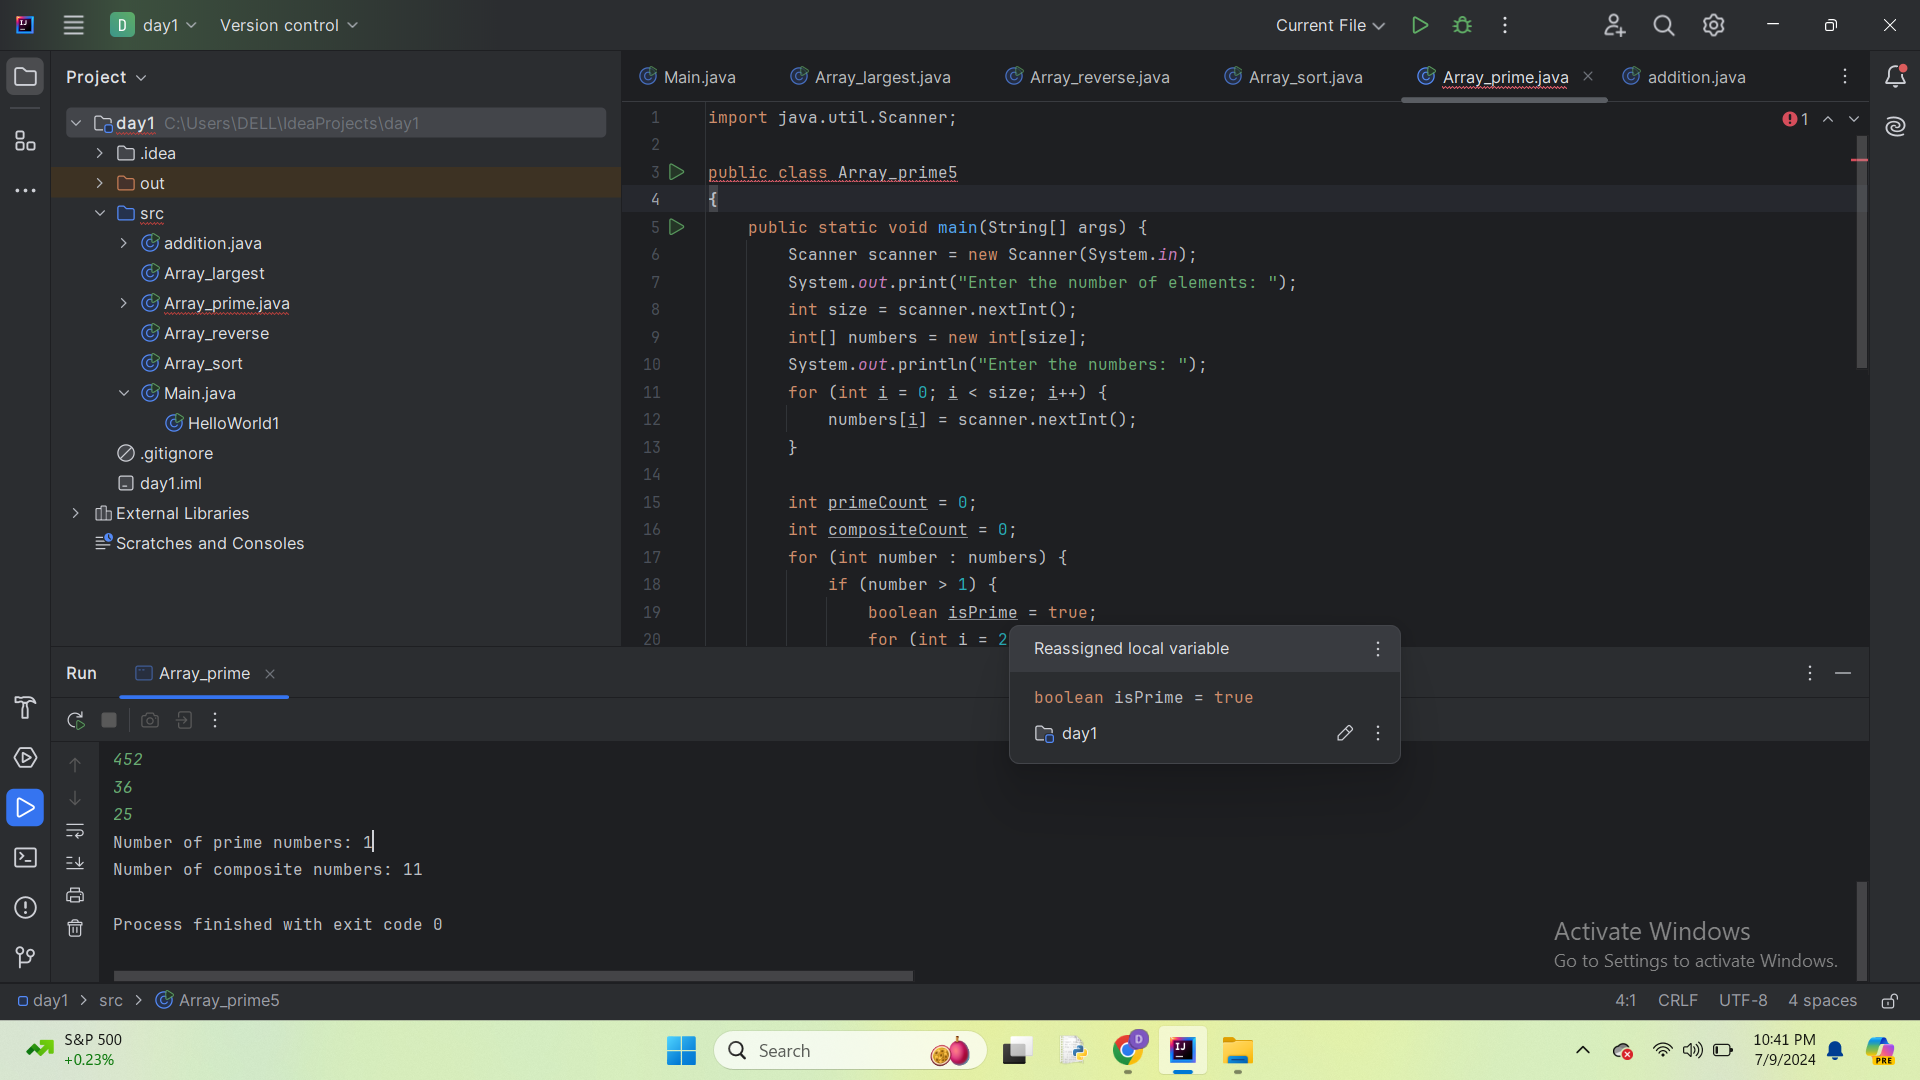 D day1 Version control Current File
Project
Main.java Array_largest.java Array_reverse.java Array_sort.java Array_prime.java addition.java
day1 C:\Users\DELL\IdeaProjects\day1
.idea
out
src
addition.java
Array_largest
Array_prime.java
Array_reverse
Array_sort
Main.java
HelloWorld1
.gitignore
day1.iml
External Libraries
Scratches and Consoles
1 import java.util.Scanner;
1
2
3 public class Array_prime5
4 {
5 public static void main(String[] args) {
6 Scanner scanner = new Scanner(System.in);
7 System.out.print("Enter the number of elements: ");
8 int size = scanner.nextInt();
9 int[] numbers = new int[size];
10 System.out.println("Enter the numbers: ");
11 for (int i = 0; i < size; i++) {
12 numbers[i] = scanner.nextInt();
13 }
14
15 int primeCount = 0;
16 int compositeCount = 0;
17 for (int number : numbers) {
18 if (number > 1) {
19 boolean isPrime = true;
20 for (int i = 2
Reassigned local variable
boolean isPrime = true
day1
Run Array_prime
452
36
25
Number of prime numbers: 1
Number of composite numbers: 11
Process finished with exit code 0
Activate Windows
Go to Settings to activate Windows.
day1 > src > Array_prime5 4:1 CRLF UTF-8 4 spaces
S&P 500
+0.23%
Search
D
IJ
10:41 PM
7/9/2024
PRE